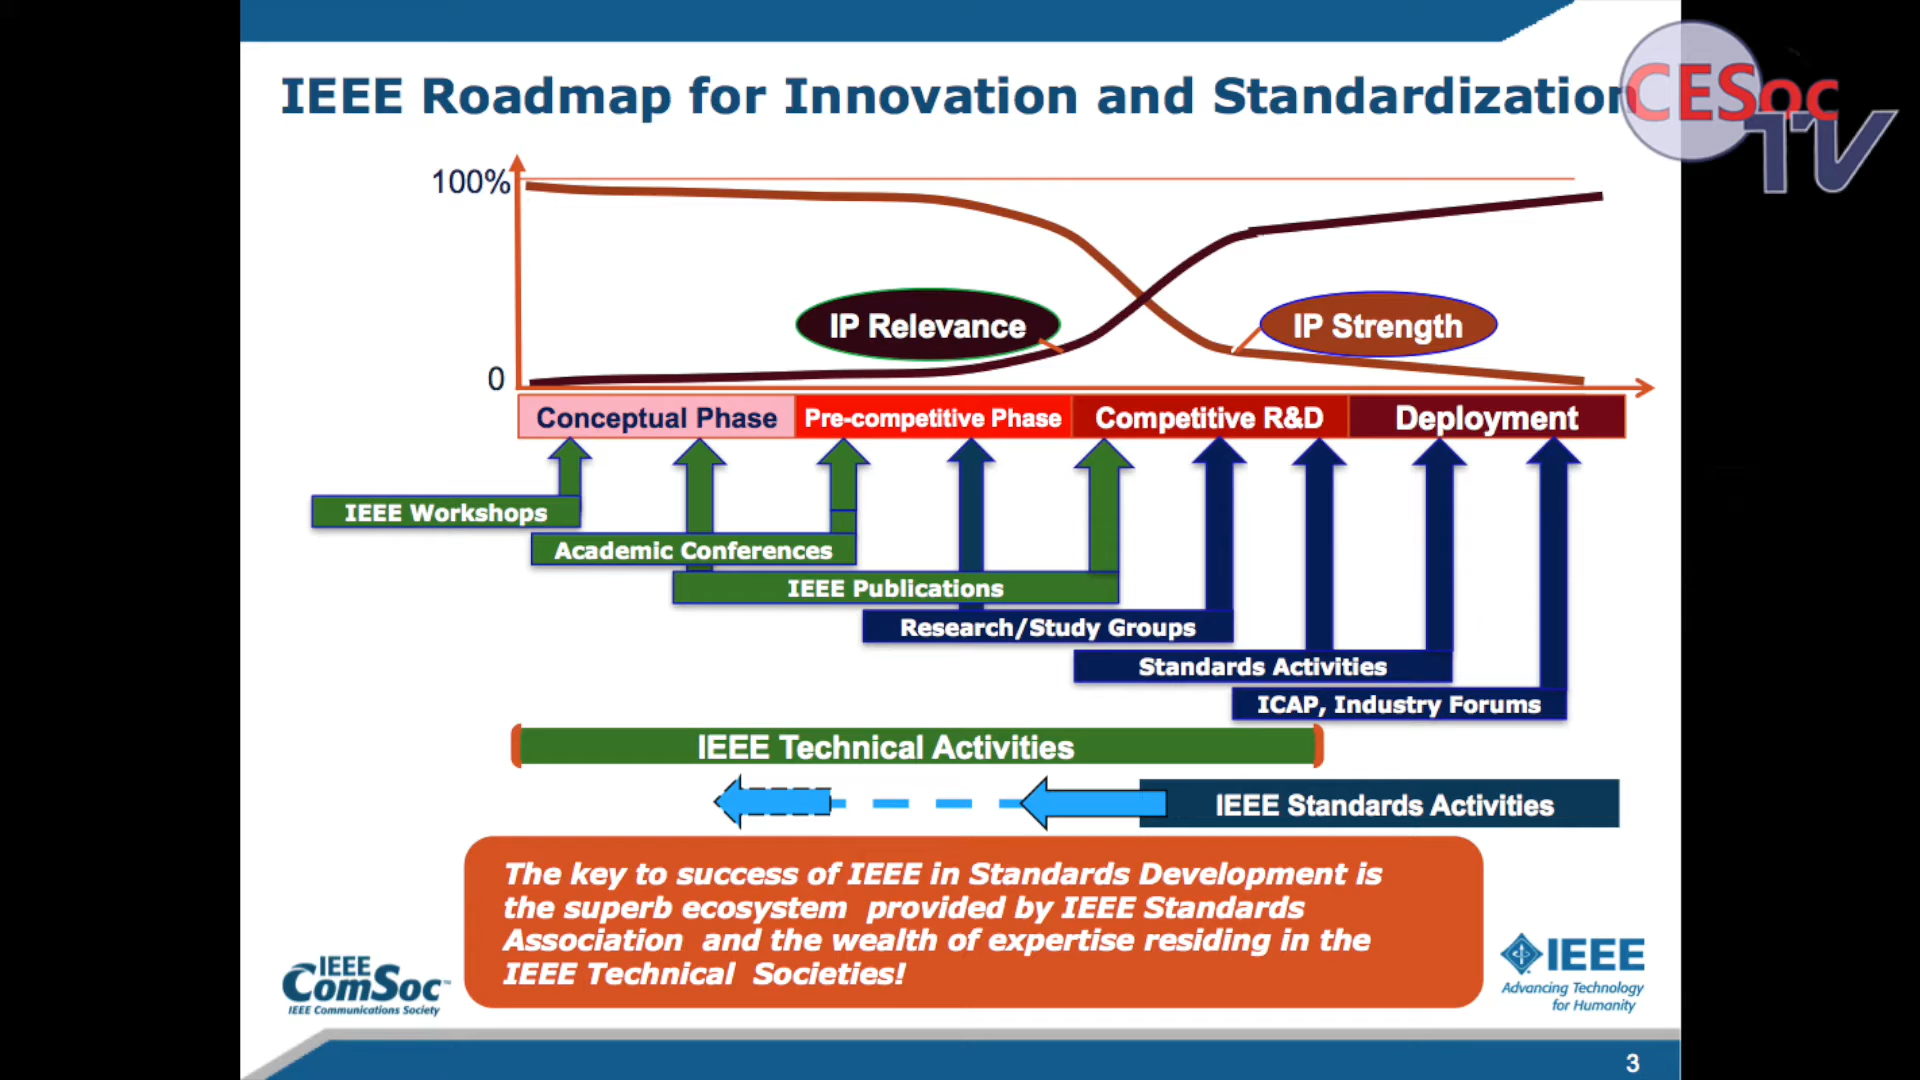 IEEE Roadmap for Innovation and Standardization
CESoc
TV
100%
IP Relevance
IP Strength
0
Conceptual Phase
Pre-competitive Phase
Competitive R&D
Deployment
IEEE Workshops
Academic Conferences
IEEE Publications
Research/Study Groups
Standards Activities
ICAP, Industry Forums
IEEE Technical Activities
IEEE Standards Activities
The key to success of IEEE in Standards Development is
the superb ecosystem provided by IEEE Standards
Association and the wealth of expertise residing in the
IEEE Technical Societies!
IEEE
ComSoc™
IEEE Communications Society
IEEE
Advancing Technology
for Humanity
3